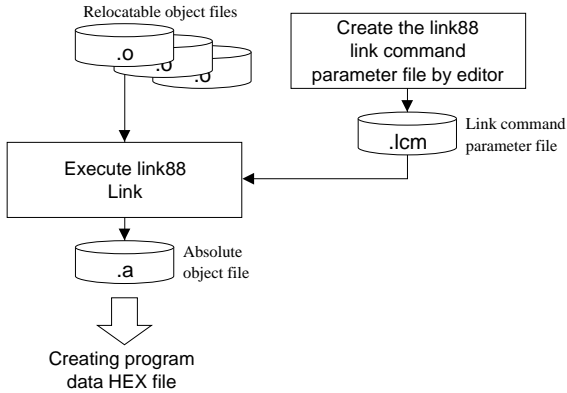 Relocatable object files
.o
.o
.o
Create the link88
link command
parameter file by editor
.lcm
Link command
parameter file
Execute link88
Link
.a
Absolute
object file
Creating program
data HEX file